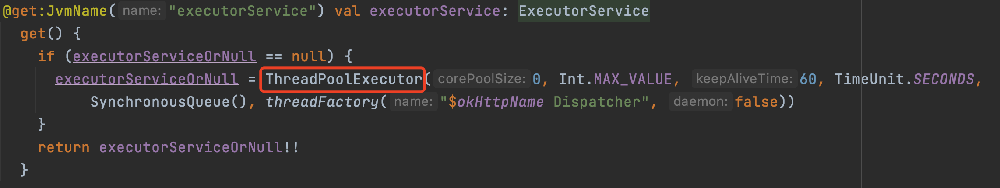 @get:JvmName( name: "executorService") val executorService: ExecutorService
get() {
if (executorServiceOrNull == null) {
executorServiceOrNull = ThreadPoolExecutor( corePoolSize: 0, Int.MAX_VALUE, keepAliveTime: 60, TimeUnit.SECONDS,
SynchronousQueue(), threadFactory( name: "$okHttpName Dispatcher", daemon: false))
}
return executorServiceOrNull!!
}